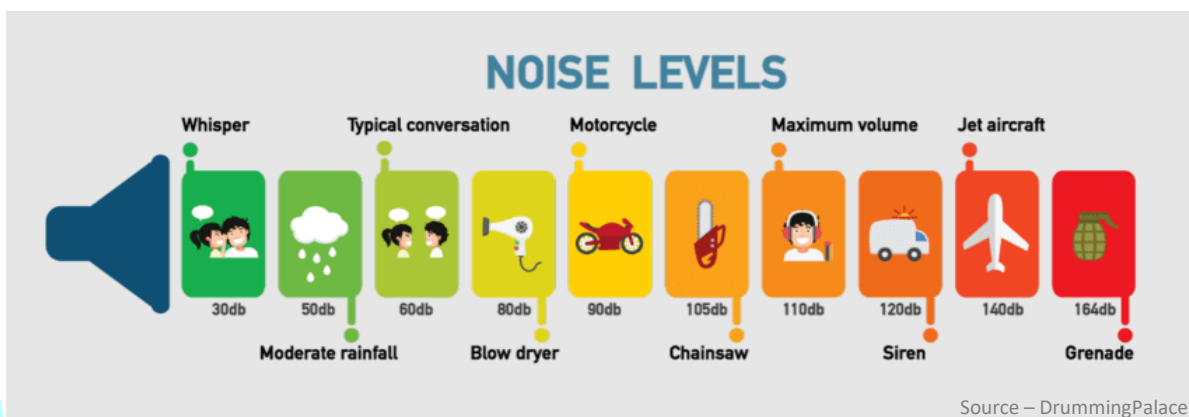 NOISE LEVELS
Whisper
Typical conversation
Motorcycle
Maximum volume
Jet aircraft
30db
50db
60db
80db
90db
105db
110db
120db
140db
164db
Moderate rainfall
Blow dryer
Chainsaw
Siren
Grenade
Source – DrummingPalace